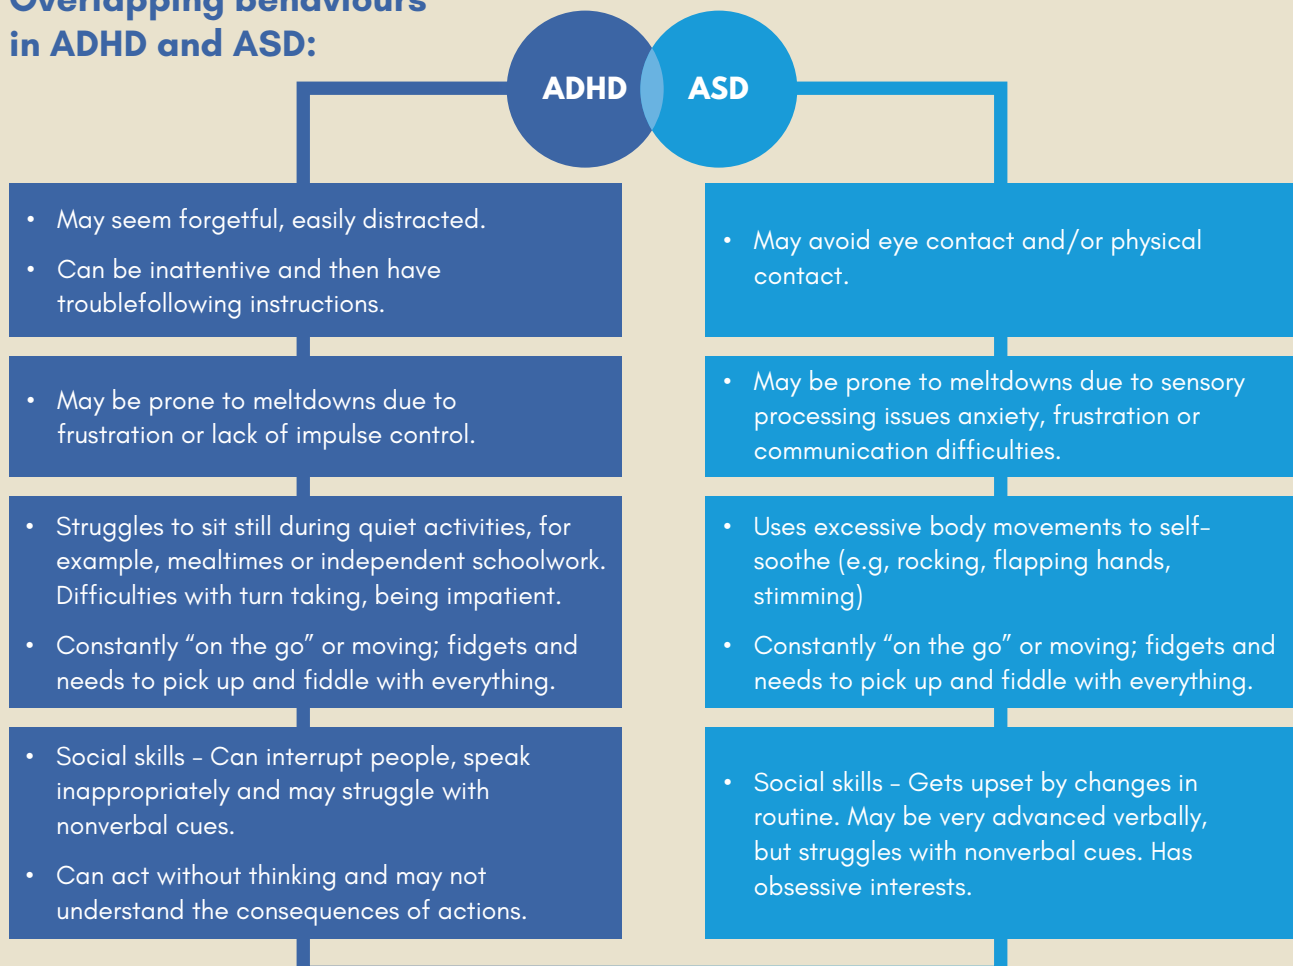 Overlapping behaviours
in ADHD and ASD:
ADHD
ASD
• May seem forgetful, easily distracted.
• Can be inattentive and then have
troublefollowing instructions.
• May avoid eye contact and/or physical
contact.
• May be prone to meltdowns due to
frustration or lack of impulse control.
• May be prone to meltdowns due to sensory
processing issues anxiety, frustration or
communication difficulties.
• Struggles to sit still during quiet activities, for
example, mealtimes or independent schoolwork.
Difficulties with turn taking, being impatient.
• Constantly “on the go” or moving; fidgets and
needs to pick up and fiddle with everything.
• Uses excessive body movements to self-
soothe (e.g, rocking, flapping hands,
stimming)
• Constantly “on the go” or moving; fidgets and
needs to pick up and fiddle with everything.
• Social skills – Can interrupt people, speak
inappropriately and may struggle with
nonverbal cues.
• Can act without thinking and may not
understand the consequences of actions.
• Social skills – Gets upset by changes in
routine. May be very advanced verbally,
but struggles with nonverbal cues. Has
obsessive interests.